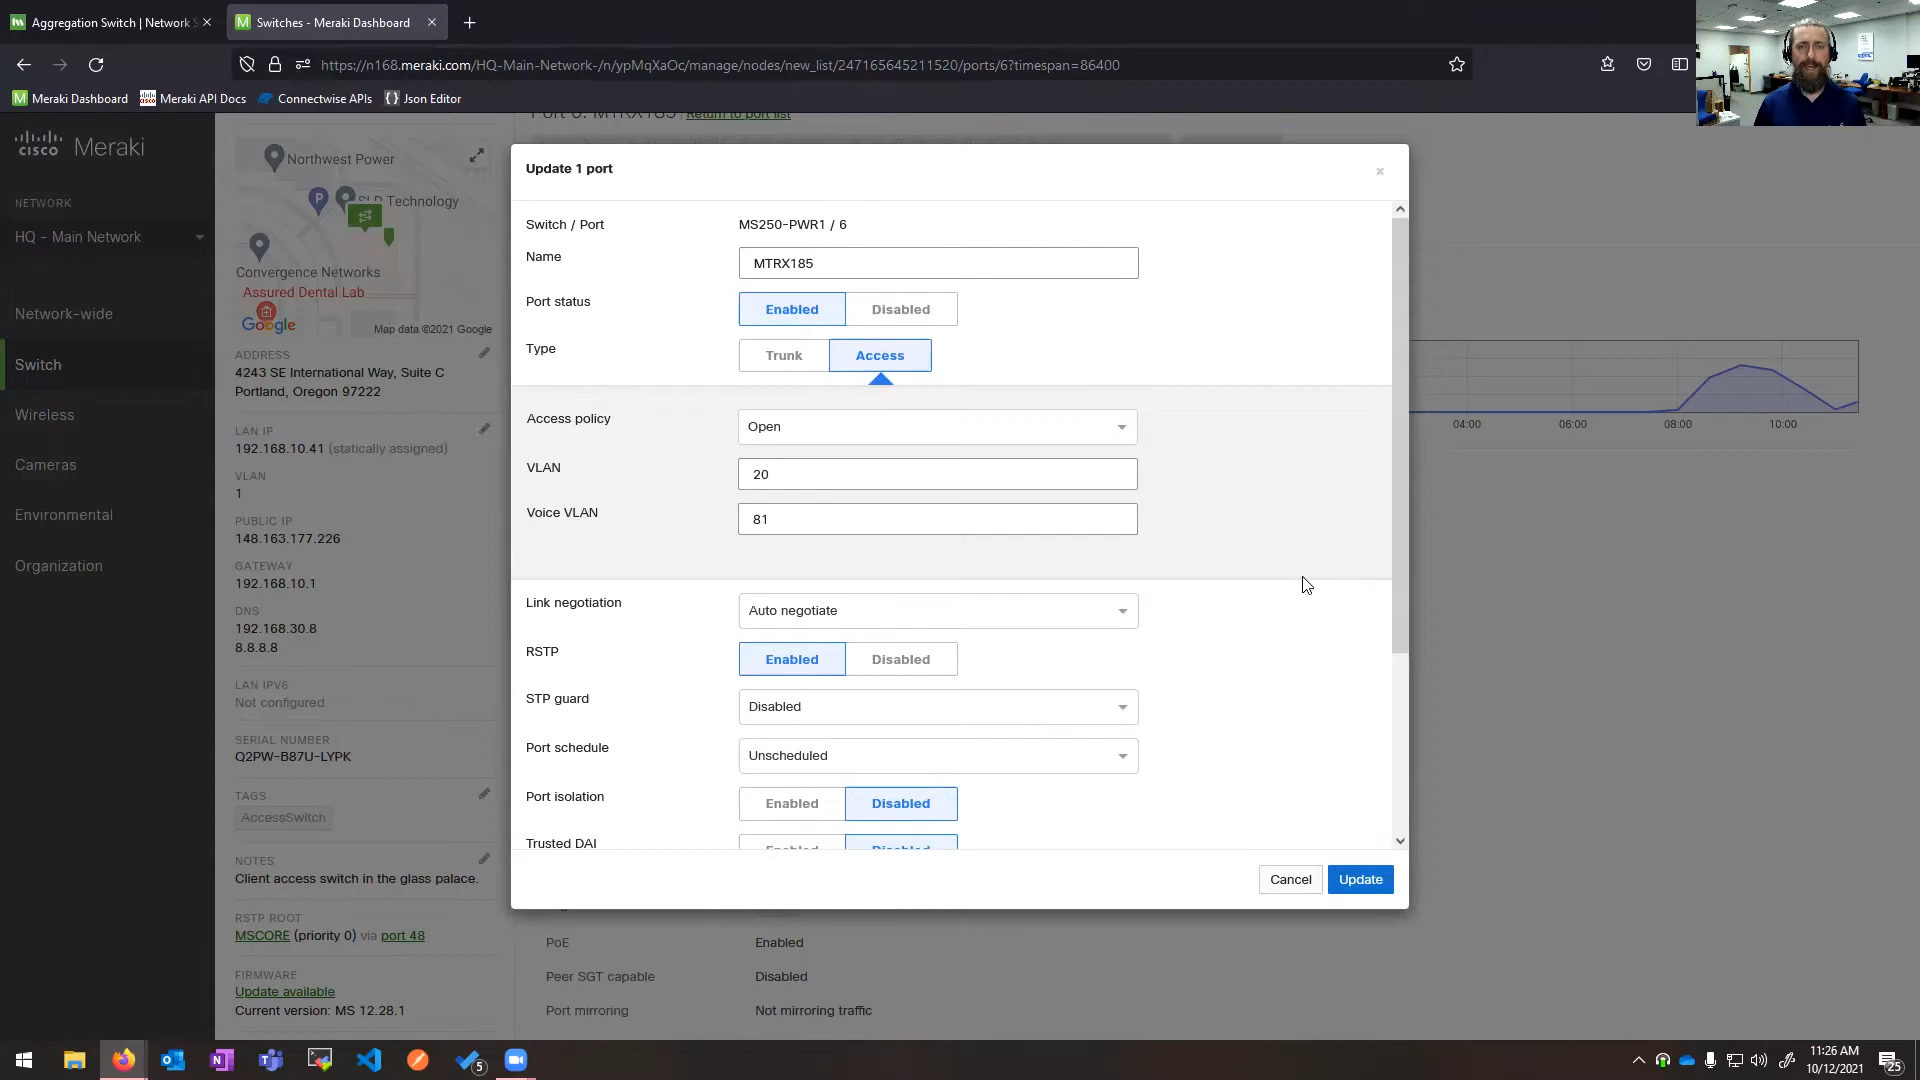 Aggregation Switch | Network S
Switches - Meraki Dashboard
https://n168.meraki.com/HQ-Main-Network-/n/ypMqXaOc/manage/nodes/new_list/247165645211520/ports/6?timespan=86400
Meraki Dashboard
Meraki API Docs
Connectwise APIs
Json Editor
cisco Meraki
NETWORK
HQ – Main Network
Network-wide
Switch
Wireless
Cameras
Environmental
Organization
Northwest Power
SLD Technology
Convergence Networks
Assured Dental Lab
Google
Map data ©2021 Google
ADDRESS
4243 SE International Way, Suite C
Portland, Oregon 97222
LAN IP
192.168.10.41 (statically assigned)
VLAN
1
PUBLIC IP
148.163.177.226
GATEWAY
192.168.10.1
DNS
192.168.30.8
8.8.8.8
LAN IPV6
Not configured
SERIAL NUMBER
Q2PW-B87U-LYPK
TAGS
AccessSwitch
NOTES
Client access switch in the glass palace.
RSTP ROOT
MSCORE (priority 0) via port 48
FIRMWARE
Update available
Current version: MS 12.28.1
Port 6: MTRX185 | Return to port list
Update 1 port
×
Switch / Port
MS250-PWR1 / 6
Name
MTRX185
Port status
Enabled
Disabled
Type
Trunk
Access
Access policy
Open
VLAN
20
Voice VLAN
81
Link negotiation
Auto negotiate
RSTP
Enabled
Disabled
STP guard
Disabled
Port schedule
Unscheduled
Port isolation
Enabled
Disabled
Trusted DAI
Enabled
Disabled
Cancel
Update
04:00
06:00
08:00
10:00
PoE
Enabled
Peer SGT capable
Disabled
Port mirroring
Not mirroring traffic
5
11:26 AM
10/12/2021
25